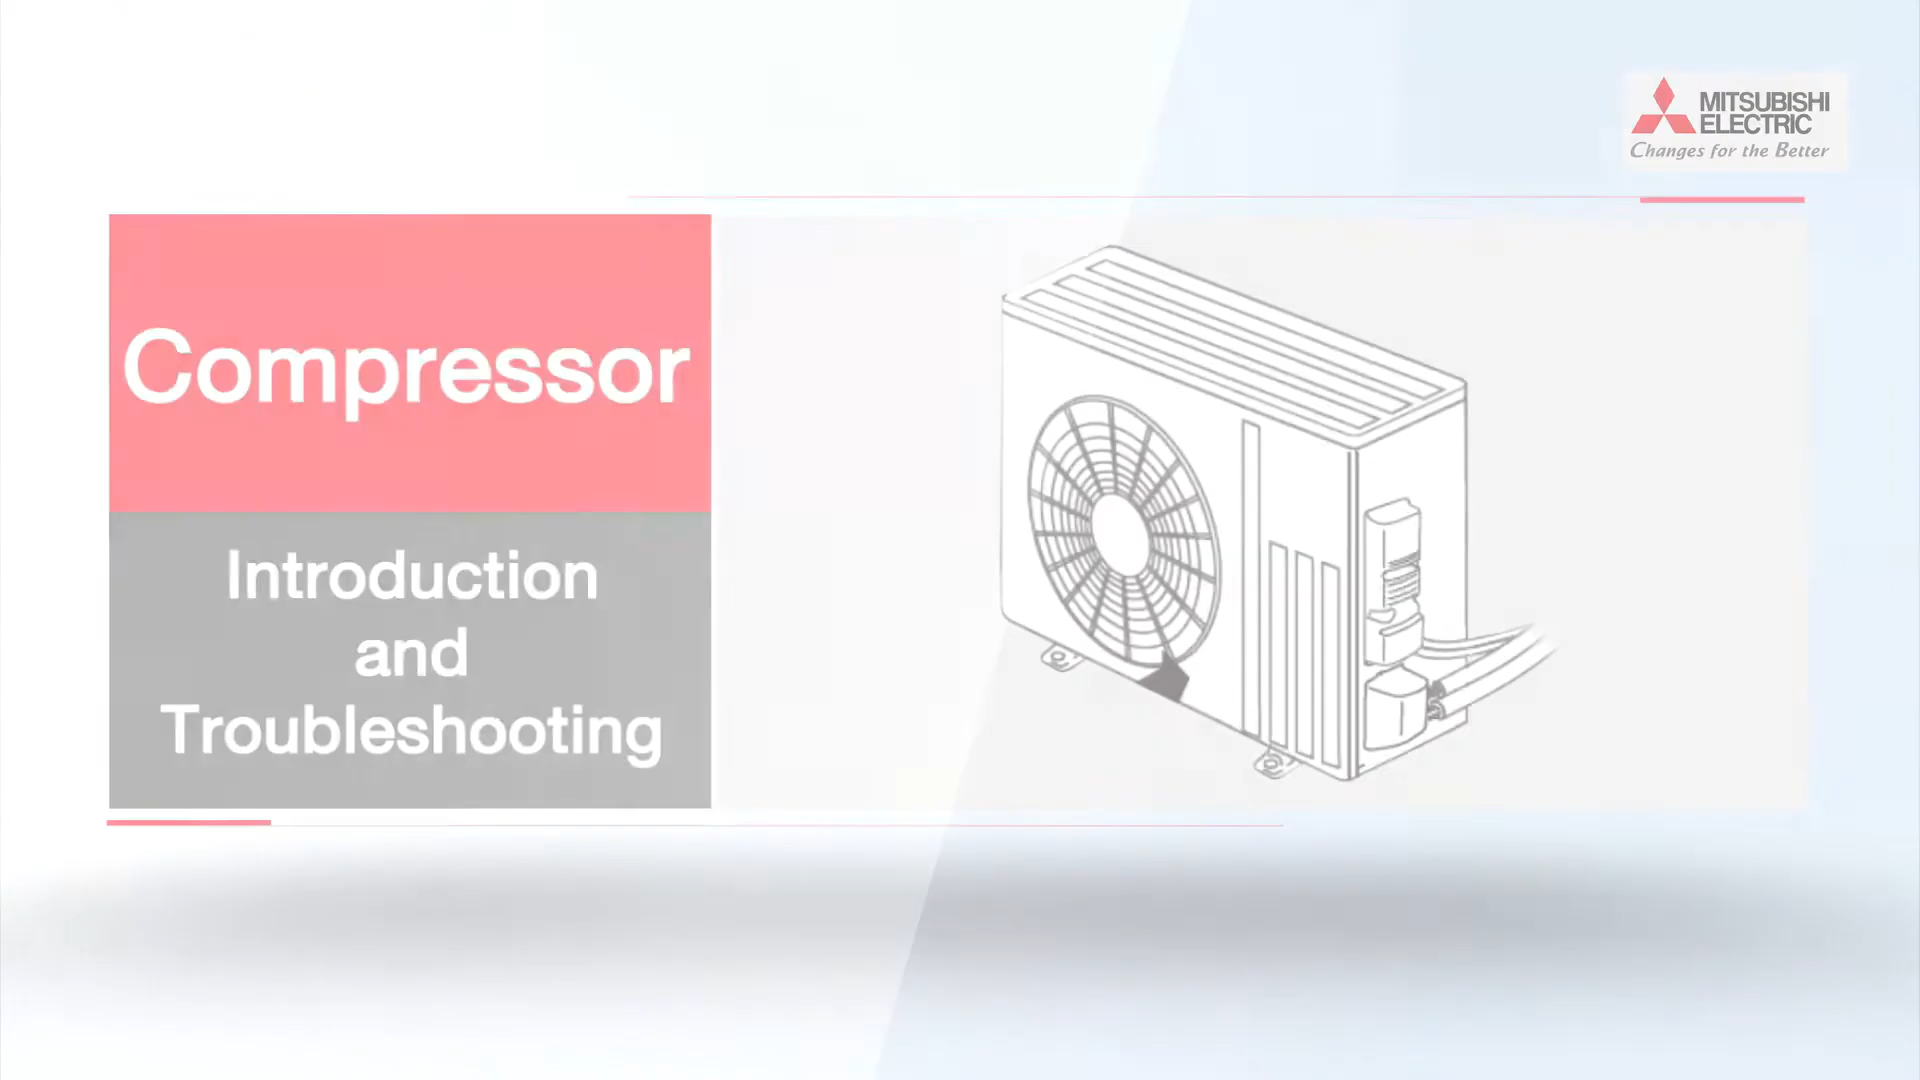 MITSUBISHI
ELECTRIC
Changes for the Better
Compressor
Introduction
and
Troubleshooting